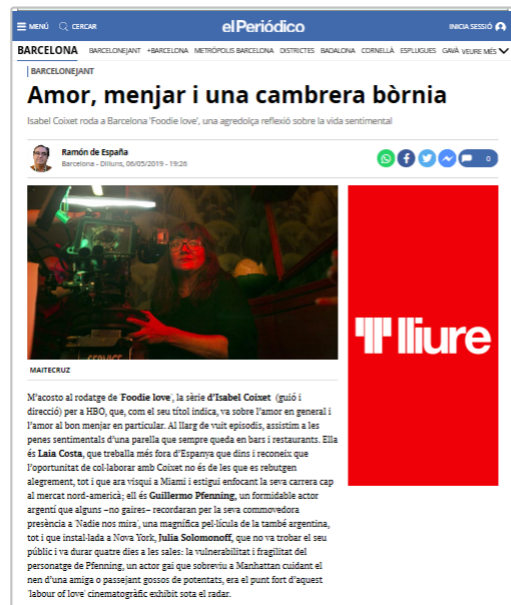 MENÚ CERCAR elPeriódico INICIA SESSIÓ
BARCELONA BARCELONEJANT +BARCELONA METRÓPOLIS BARCELONA DISTRICTES BADALONA CORNELLÀ ESPLUGUES GAVÀ VEURE MÉS
BARCELONEJANT
Amor, menjar i una cambrera bòrnia
Isabel Coixet roda a Barcelona 'Foodie love', una agredolça reflexió sobre la vida sentimental
Ramón de España
Barcelona - Dilluns, 06/05/2019 - 19:26
0
SERVICE
lliure
MAITECRUZ
M'acosto al rodatge de 'Foodie love', la sèrie d'Isabel Coixet (guió i
direcció) per a HBO, que, com el seu títol indica, va sobre l'amor en general i
l'amor al bon menjar en particular. Al llarg de vuit episodis, assistim a les
penes sentimentals d'una parella que sempre queda en bars i restaurants. Ella
és Laia Costa, que treballa més fora d'Espanya que dins i reconeix que
l'oportunitat de col·laborar amb Coixet no és de les que es rebutgen
alegrement, tot i que ara visqui a Miami i estigui enfocant la seva carrera cap
al mercat nord-americà; ell és Guillermo Pfenning, un formidable actor
argentí que alguns –no gaires– recordaran per la seva commovedora
presència a 'Nadie nos mira', una magnífica pel·lícula de la també argentina,
tot i que instal·lada a Nova York, Julia Solomonoff, que no va trobar el seu
públic i va durar quatre dies a les sales: la vulnerabilitat i fragilitat del
personatge de Pfenning, un actor gai que sobreviu a Manhattan cuidant el
nen d'una amiga o passejant gossos de potentats, era el punt fort d'aquest
'labour of love' cinematogràfic exhibit sota el radar.